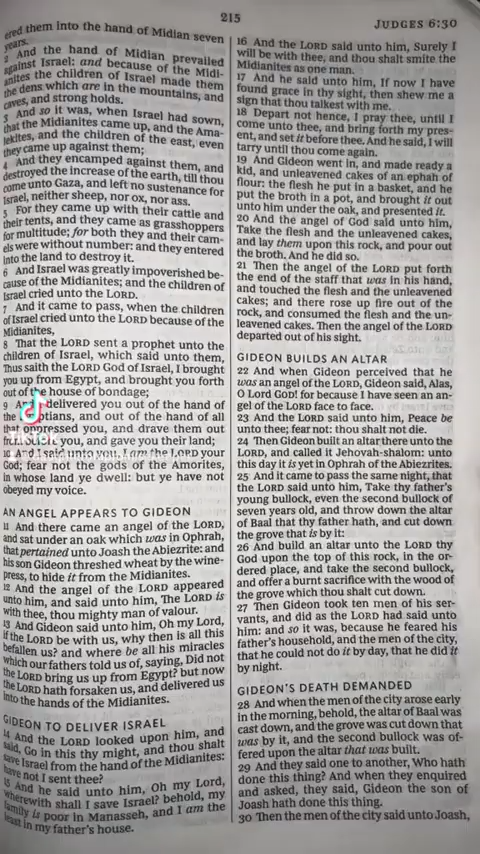 215
JUDGES 6:30
ered them into the hand of Midian seven
years.
2 And the hand of Midian prevailed
against Israel: and because of the Midi-
anites the children of Israel made them
the dens which are in the mountains, and
caves, and strong holds.
3 And so it was, when Israel had sown,
that the Midianites came up, and the Ama-
lekites, and the children of the east, even
they came up against them;
4 And they encamped against them, and
destroyed the increase of the earth, till thou
come unto Gaza, and left no sustenance for
Israel, neither sheep, nor ox, nor ass.
5 For they came up with their cattle and
their tents, and they came as grasshoppers
for multitude; for both they and their cam-
els were without number: and they entered
into the land to destroy it.
6 And Israel was greatly impoverished be-
cause of the Midianites; and the children of
Israel cried unto the LORD.
7 And it came to pass, when the children
of Israel cried unto the LORD because of the
Midianites,
8 That the LORD sent a prophet unto the
children of Israel, which said unto them,
Thus saith the LORD God of Israel, I brought
you up from Egypt, and brought you forth
out of the house of bondage;
9 And I delivered you out of the hand of
the Egyptians, and out of the hand of all
that oppressed you, and drave them out
from before you, and gave you their land;
And I said unto you, I am the LORD your
God; fear not the gods of the Amorites,
in whose land ye dwell: but ye have not
obeyed my voice.
AN ANGEL APPEARS TO GIDEON
11 And there came an angel of the LORD,
and sat under an oak which was in Ophrah,
that pertained unto Joash the Abiezrite: and
his son Gideon threshed wheat by the wine-
press, to hide it from the Midianites.
12 And the angel of the LORD appeared
unto him, and said unto him, The LORD is
with thee, thou mighty man of valour.
13 And Gideon said unto him, Oh my Lord,
if the LORD be with us, why then is all this
befallen us? and where be all his miracles
which our fathers told us of, saying, Did not
the LORD bring us up from Egypt? but now
the LORD hath forsaken us, and delivered us
into the hands of the Midianites.
GIDEON TO DELIVER ISRAEL
14 And the LORD looked upon him, and
said, Go in this thy might, and thou shalt
save Israel from the hand of the Midianites:
have not I sent thee?
15 And he said unto him, Oh my Lord,
wherewith shall I save Israel? behold, my
family is poor in Manasseh, and I am the
least in my father's house.
16 And the LORD said unto him, Surely I
will be with thee, and thou shalt smite the
Midianites as one man.
17 And he said unto him, If now I have
found grace in thy sight, then shew me a
sign that thou talkest with me.
18 Depart not hence, I pray thee, until I
come unto thee, and bring forth my pres-
ent, and set it before thee. And he said, I will
tarry until thou come again.
19 And Gideon went in, and made ready a
kid, and unleavened cakes of an ephah of
flour: the flesh he put in a basket, and he
put the broth in a pot, and brought it out
unto him under the oak, and presented it.
20 And the angel of God said unto him,
Take the flesh and the unleavened cakes,
and lay them upon this rock, and pour out
the broth. And he did so.
21 Then the angel of the LORD put forth
the end of the staff that was in his hand,
and touched the flesh and the unleavened
cakes; and there rose up fire out of the
rock, and consumed the flesh and the un-
leavened cakes. Then the angel of the LORD
departed out of his sight.
GIDEON BUILDS AN ALTAR
22 And when Gideon perceived that he
was an angel of the LORD, Gideon said, Alas,
O Lord GOD! for because I have seen an an-
gel of the LORD face to face.
23 And the LORD said unto him, Peace be
unto thee; fear not: thou shalt not die.
24 Then Gideon built an altar there unto the
LORD, and called it Jehovah-shalom: unto
this day it is yet in Ophrah of the Abiezrites.
25 And it came to pass the same night, that
the LORD said unto him, Take thy father's
young bullock, even the second bullock of
seven years old, and throw down the altar
of Baal that thy father hath, and cut down
the grove that is by it:
26 And build an altar unto the LORD thy
God upon the top of this rock, in the or-
dered place, and take the second bullock,
and offer a burnt sacrifice with the wood of
the grove which thou shalt cut down.
27 Then Gideon took ten men of his ser-
vants, and did as the LORD had said unto
him: and so it was, because he feared his
father's household, and the men of the city,
that he could not do it by day, that he did it
by night.
GIDEON'S DEATH DEMANDED
28 And when the men of the city arose early
in the morning, behold, the altar of Baal was
cast down, and the grove was cut down that
was by it, and the second bullock was of-
fered upon the altar that was built.
29 And they said one to another, Who hath
done this thing? And when they enquired
and asked, they said, Gideon the son of
Joash hath done this thing.
30 Then the men of the city said unto Joash,